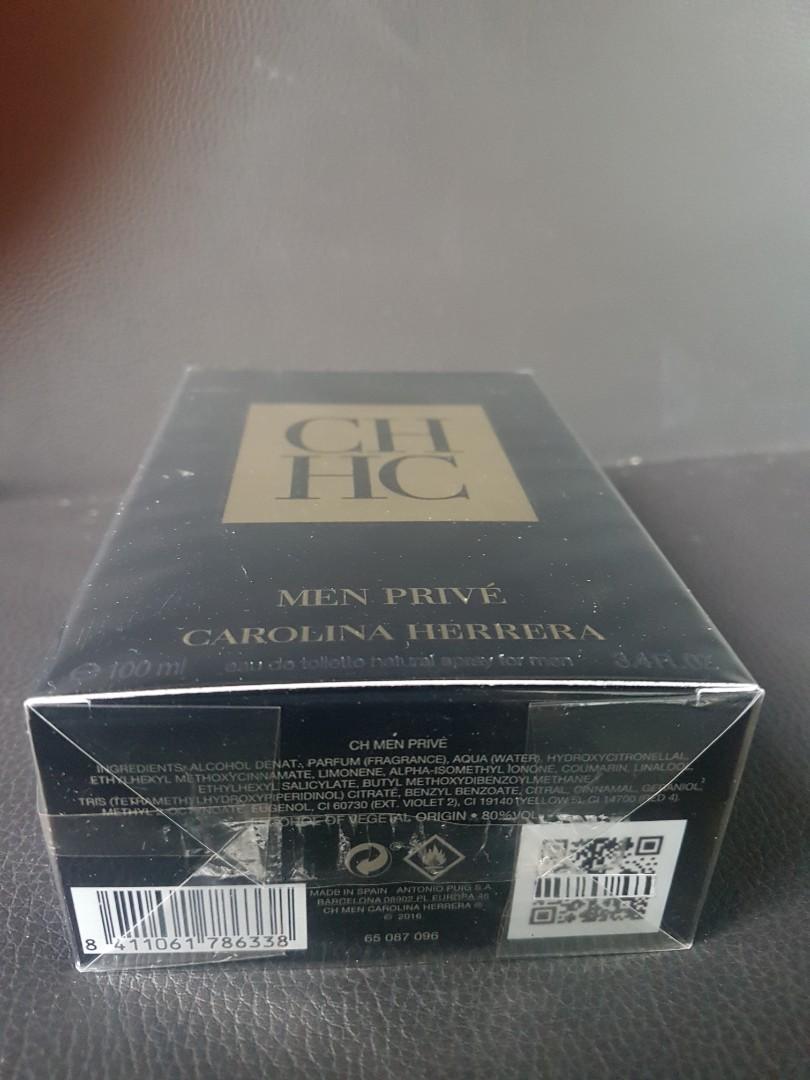 CH
HC
MEN PRIVÉ
CAROLINA HERRERA
℮ 100 ml eau de toilette natural spray for men 3.4 FL.OZ
CH MEN PRIVÉ
INGREDIENTS: ALCOHOL DENAT., PARFUM (FRAGRANCE), AQUA (WATER), HYDROXYCITRONELLAL,
ETHYLHEXYL METHOXYCINNAMATE, LIMONENE, ALPHA-ISOMETHYL IONONE, COUMARIN, LINALOOL,
ETHYLHEXYL SALICYLATE, BUTYL METHOXYDIBENZOYLMETHANE,
TRIS (TETRAMETHYLHYDROXYPIPERIDINOL) CITRATE, BENZYL BENZOATE, CITRAL, CINNAMAL, GERANIOL,
EUGENOL, CI 60730 (EXT. VIOLET 2), CI 19140 (YELLOW 5), CI 14700 (RED 4).
OF VEGETAL ORIGIN • 80%VOL
MADE IN SPAIN ANTONIO PUIG S.A.
BARCELONA 08902 PL EUROPA 46
CH MEN CAROLINA HERRERA ®
© 2016
65 087 096
8 411061 786338